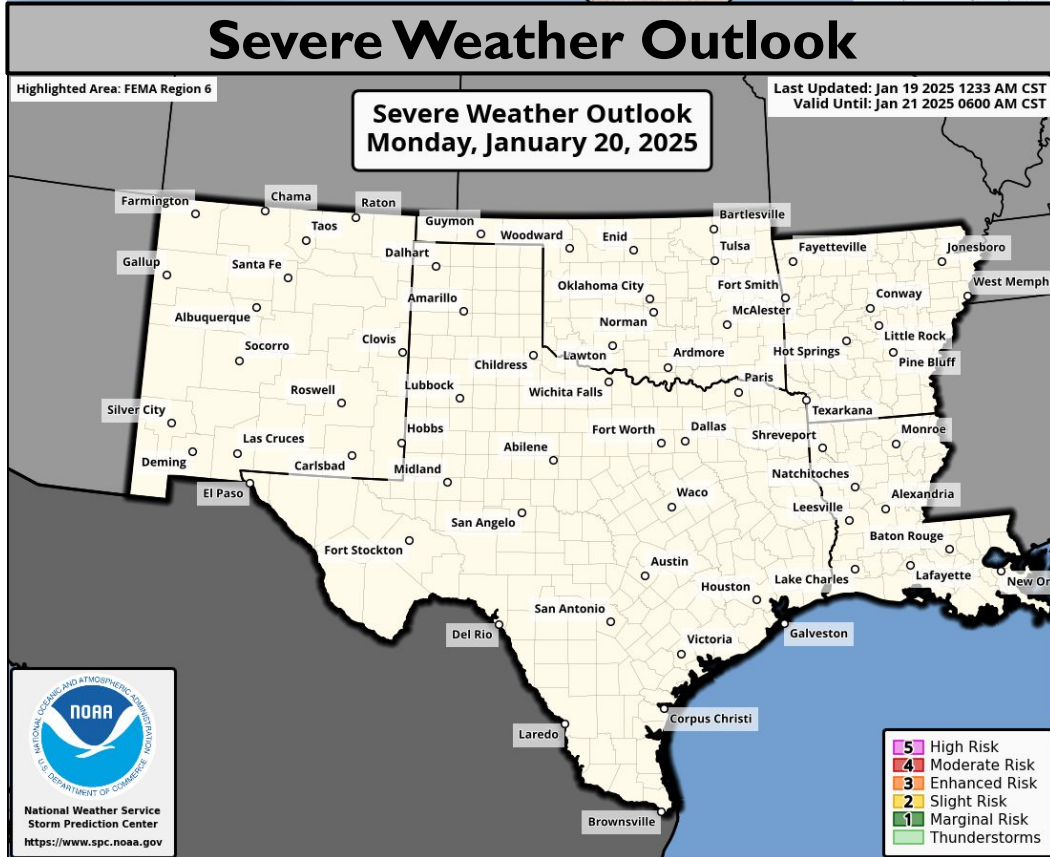 Severe Weather Outlook
Highlighted Area: FEMA Region 6
Last Updated: Jan 19 2025 1233 AM CST
Valid Until: Jan 21 2025 0600 AM CST
Severe Weather Outlook
Monday, January 20, 2025
Farmington
Chama
Raton
Taos
Guymon
Woodward
Enid
Bartlesville
Tulsa
Fayetteville
Jonesboro
Gallup
Santa Fe
Dalhart
Oklahoma City
Fort Smith
West Memph
Albuquerque
Amarillo
Norman
McAlester
Conway
Socorro
Clovis
Childress
Lawton
Ardmore
Hot Springs
Little Rock
Pine Bluff
Roswell
Lubbock
Wichita Falls
Paris
Texarkana
Silver City
Las Cruces
Hobbs
Abilene
Fort Worth
Dallas
Shreveport
Monroe
Deming
Carlsbad
Midland
Natchitoches
El Paso
San Angelo
Waco
Leesville
Alexandria
Fort Stockton
Austin
Baton Rouge
Houston
Lake Charles
Lafayette
New Or
Del Rio
San Antonio
Victoria
Galveston
Laredo
Corpus Christi
Brownsville
NATIONAL OCEANIC AND ATMOSPHERIC ADMINISTRATION
NOAA
U.S. DEPARTMENT OF COMMERCE
National Weather Service
Storm Prediction Center
https://www.spc.noaa.gov
5 High Risk
4 Moderate Risk
3 Enhanced Risk
2 Slight Risk
1 Marginal Risk
Thunderstorms